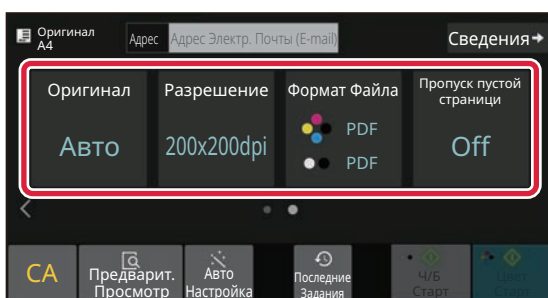 Оригинал
A4
Адрес
Адрес Электр. Почты (E-mail)
Сведения
Оригинал
Авто
Разрешение
200x200dpi
Формат Файла
PDF
PDF
Пропуск пустой
страници
Off
CA
Предварит.
Просмотр
Авто
Настройка
Последние
Задания
Ч/Б
Старт
Цвет
Старт